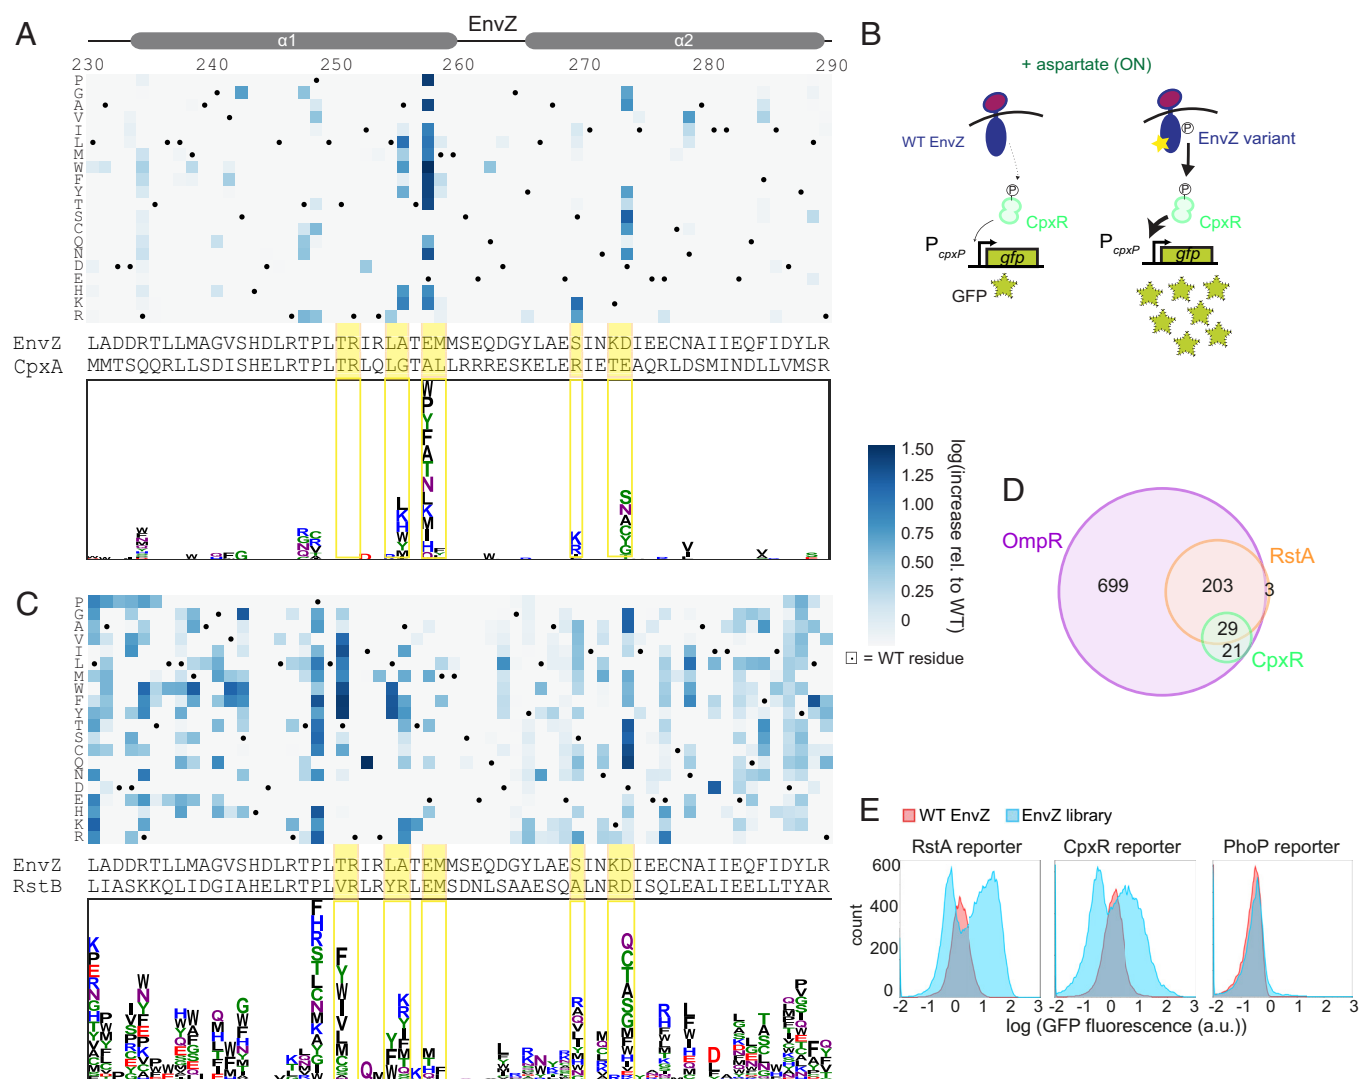 A
EnvZ
α1
α2
230 240 250 260 270 280 290
P
G
A
V
I
L
M
W
F
Y
T
S
C
Q
N
D
E
H
K
R
EnvZ LADDRTLLMAGVSHDLRTPLTRIRLATEMMSEQDGYLAESINKDIEECNAIIEQFIDYLR
CpxA MMTSQQRLLSDISHELRTPLTRLQLGTALLRRRESKELERIETEAQRLDSMINDLLVMSR
B
+ aspartate (ON)
WT EnvZ
P
EnvZ variant
P
P
CpxR
CpxR
PcpxP
gfp
PcpxP
gfp
GFP
1.50
1.25
1.00
0.75
0.50
0.25
0
log(increase rel. to WT)
= WT residue
C
P
G
A
V
I
L
M
W
F
Y
T
S
C
Q
N
D
E
H
K
R
EnvZ LADDRTLLMAGVSHDLRTPLTRIRLATEMMSEQDGYLAESINKDIEECNAIIEQFIDYLR
RstB LIASKKQLIDGIAHELRTPLVRLRYRLEMSDNLSAAESQALNRDISQLEALIEELLTYAR
D
OmpR
RstA
699
203
3
29
21
CpxR
E
WT EnvZ
EnvZ library
RstA reporter
CpxR reporter
PhoP reporter
600
400
200
0
count
-2 -1 0 1 2 3
-2 -1 0 1 2 3
-2 -1 0 1 2 3
log (GFP fluorescence (a.u.))